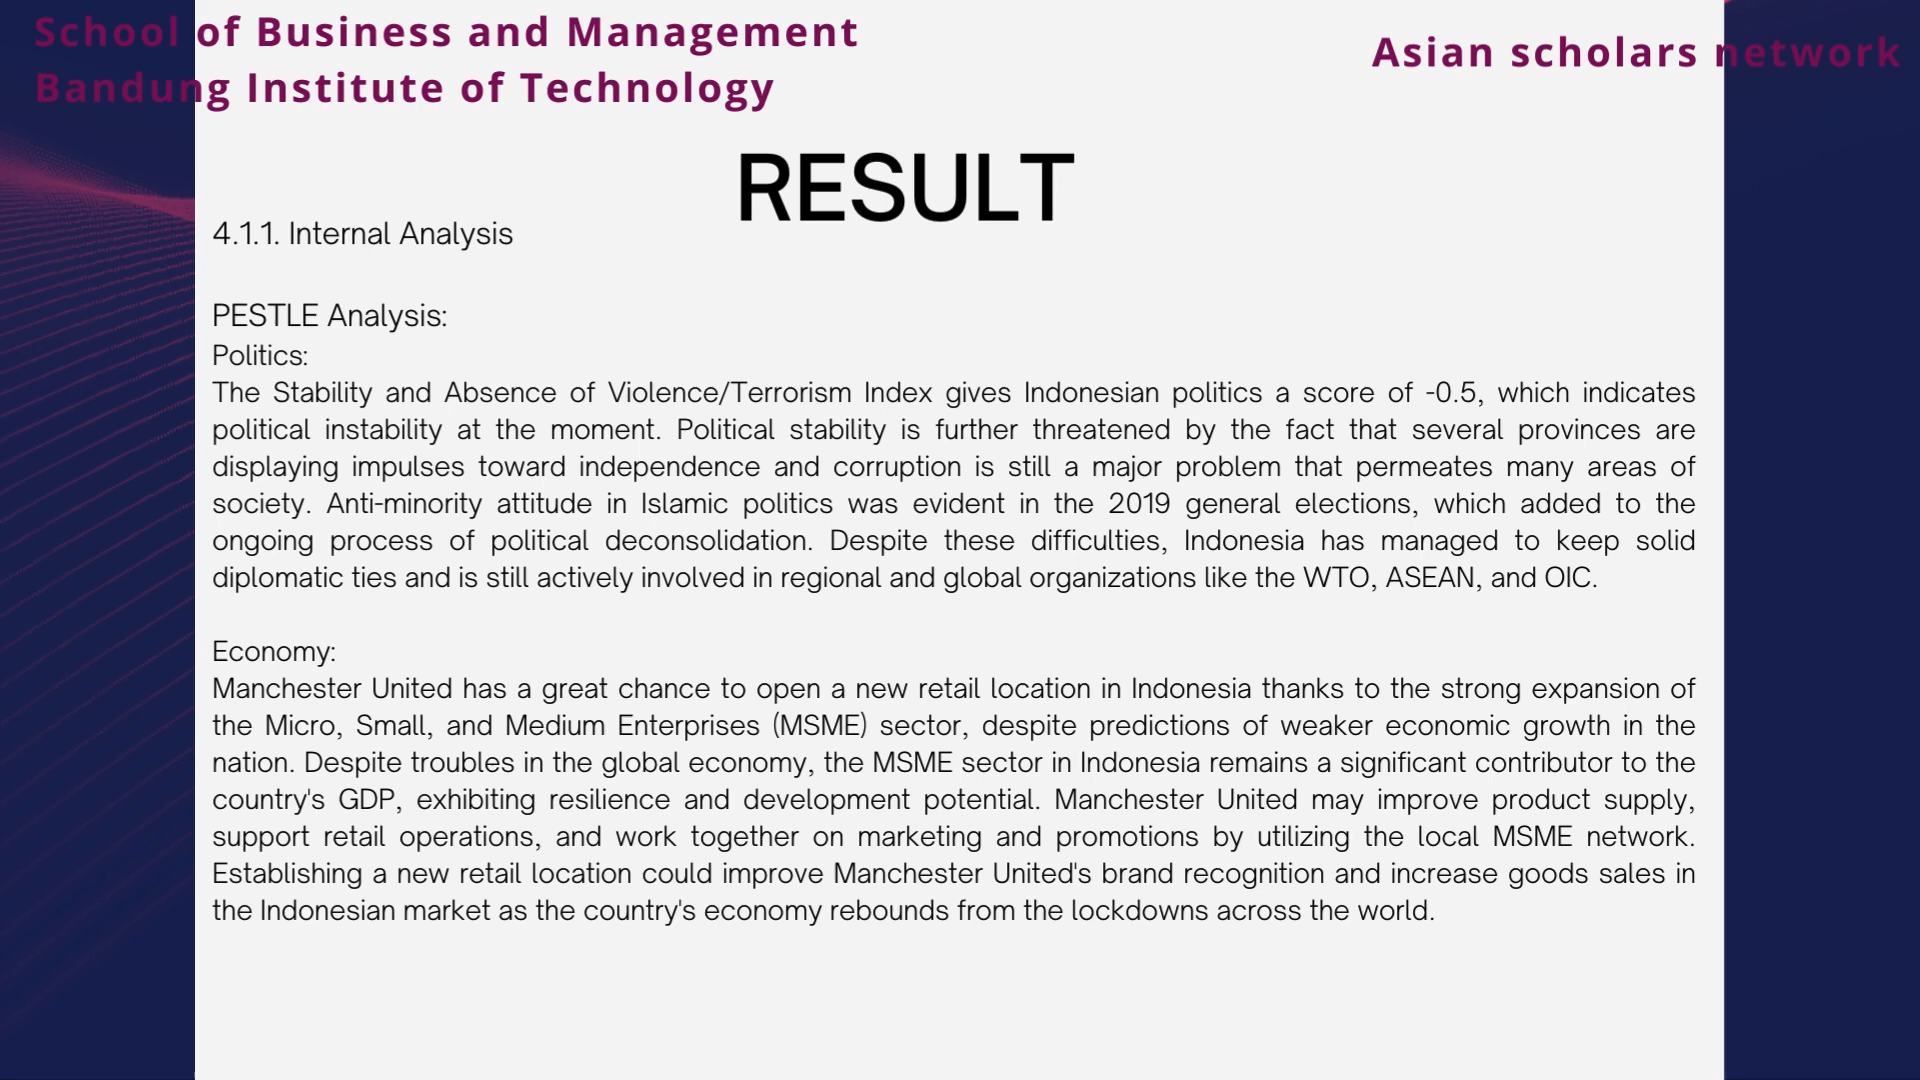 School of Business and Management
Bandung Institute of Technology
Asian scholars network
RESULT
4.1.1. Internal Analysis
PESTLE Analysis:
Politics:
The Stability and Absence of Violence/Terrorism Index gives Indonesian politics a score of -0.5, which indicates
political instability at the moment. Political stability is further threatened by the fact that several provinces are
displaying impulses toward independence and corruption is still a major problem that permeates many areas of
society. Anti-minority attitude in Islamic politics was evident in the 2019 general elections, which added to the
ongoing process of political deconsolidation. Despite these difficulties, Indonesia has managed to keep solid
diplomatic ties and is still actively involved in regional and global organizations like the WTO, ASEAN, and OIC.
Economy:
Manchester United has a great chance to open a new retail location in Indonesia thanks to the strong expansion of
the Micro, Small, and Medium Enterprises (MSME) sector, despite predictions of weaker economic growth in the
nation. Despite troubles in the global economy, the MSME sector in Indonesia remains a significant contributor to the
country's GDP, exhibiting resilience and development potential. Manchester United may improve product supply,
support retail operations, and work together on marketing and promotions by utilizing the local MSME network.
Establishing a new retail location could improve Manchester United's brand recognition and increase goods sales in
the Indonesian market as the country's economy rebounds from the lockdowns across the world.